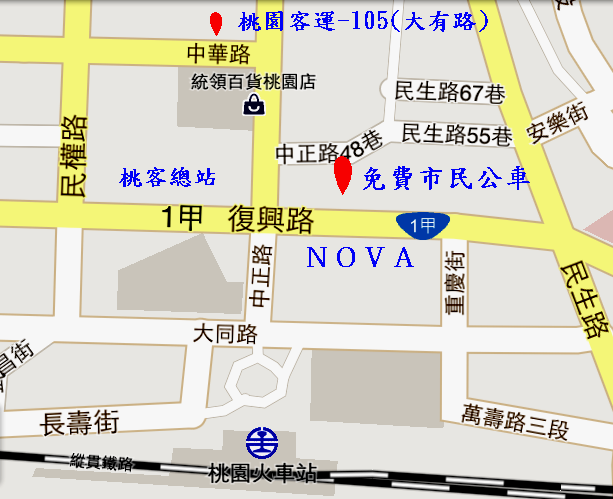 桃園客運-105(大有路)
中華路
統領百貨桃園店
民生路67巷
安樂街
民生路55巷
中正路48巷
民權路
桃客總站
免費市民公車
1甲 復興路
1甲
NOVA
中正路
重慶街
民生路
大同路
昌街
長壽街
萬壽路三段
縱貫鐵路
桃園火車站